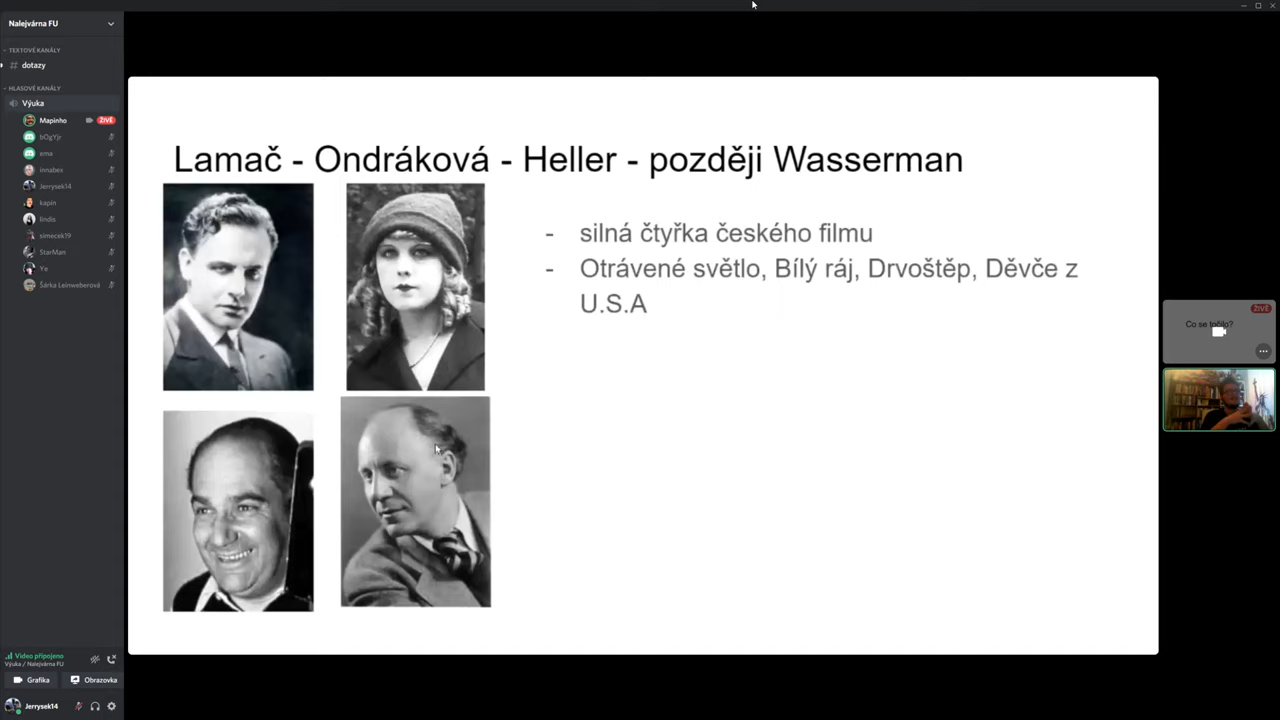 Nalejvárna FU
TEXTOVÉ KANÁLY
# dotazy
HLASOVÉ KANÁLY
Výuka
Mapinho ŽIVĚ
bOgYjr
ema
innabex
Jerrysek14
kapin
lindis
simecek19
StarMan
Ye
Šárka Leinweberová
Video připojeno
Výuka / Nalejvárna FU
Grafika Obrazovka
Jerrysek14
Lamač - Ondráková - Heller - později Wasserman
- silná čtyřka českého filmu
- Otrávené světlo, Bílý ráj, Drvoštěp, Děvče z
U.S.A
ŽIVĚ
Co se točilo?